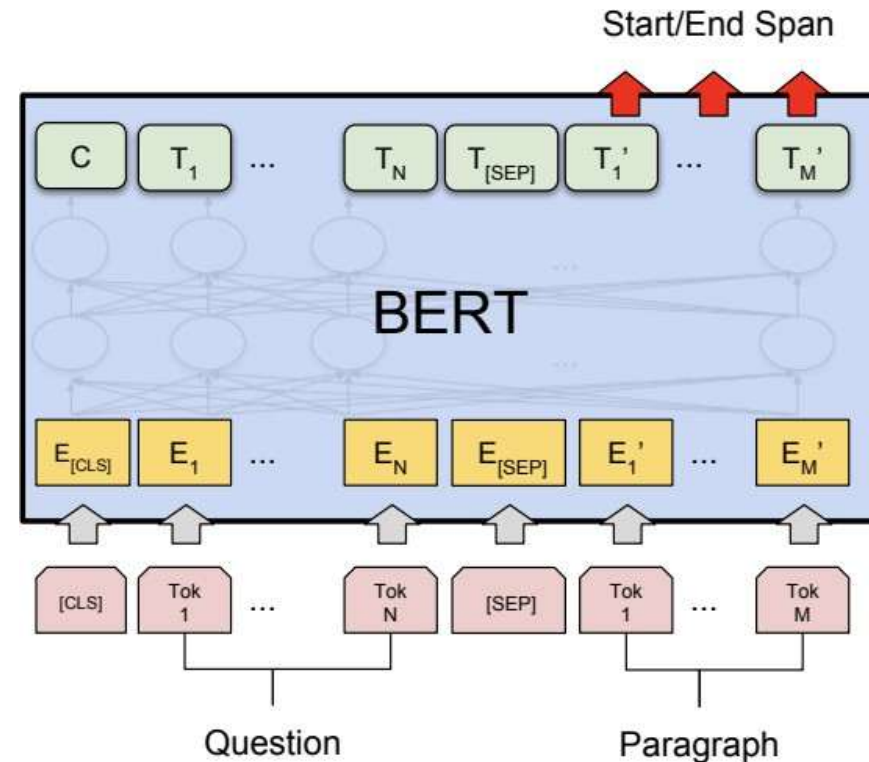 Start/End Span
C T1 ... TN T[SEP] T1' ... TM'
...
BERT
...
E[CLS] E1 ... EN E[SEP] E1' ... EM'
[CLS] Tok 1 ... Tok N [SEP] Tok 1 ... Tok M
Question Paragraph